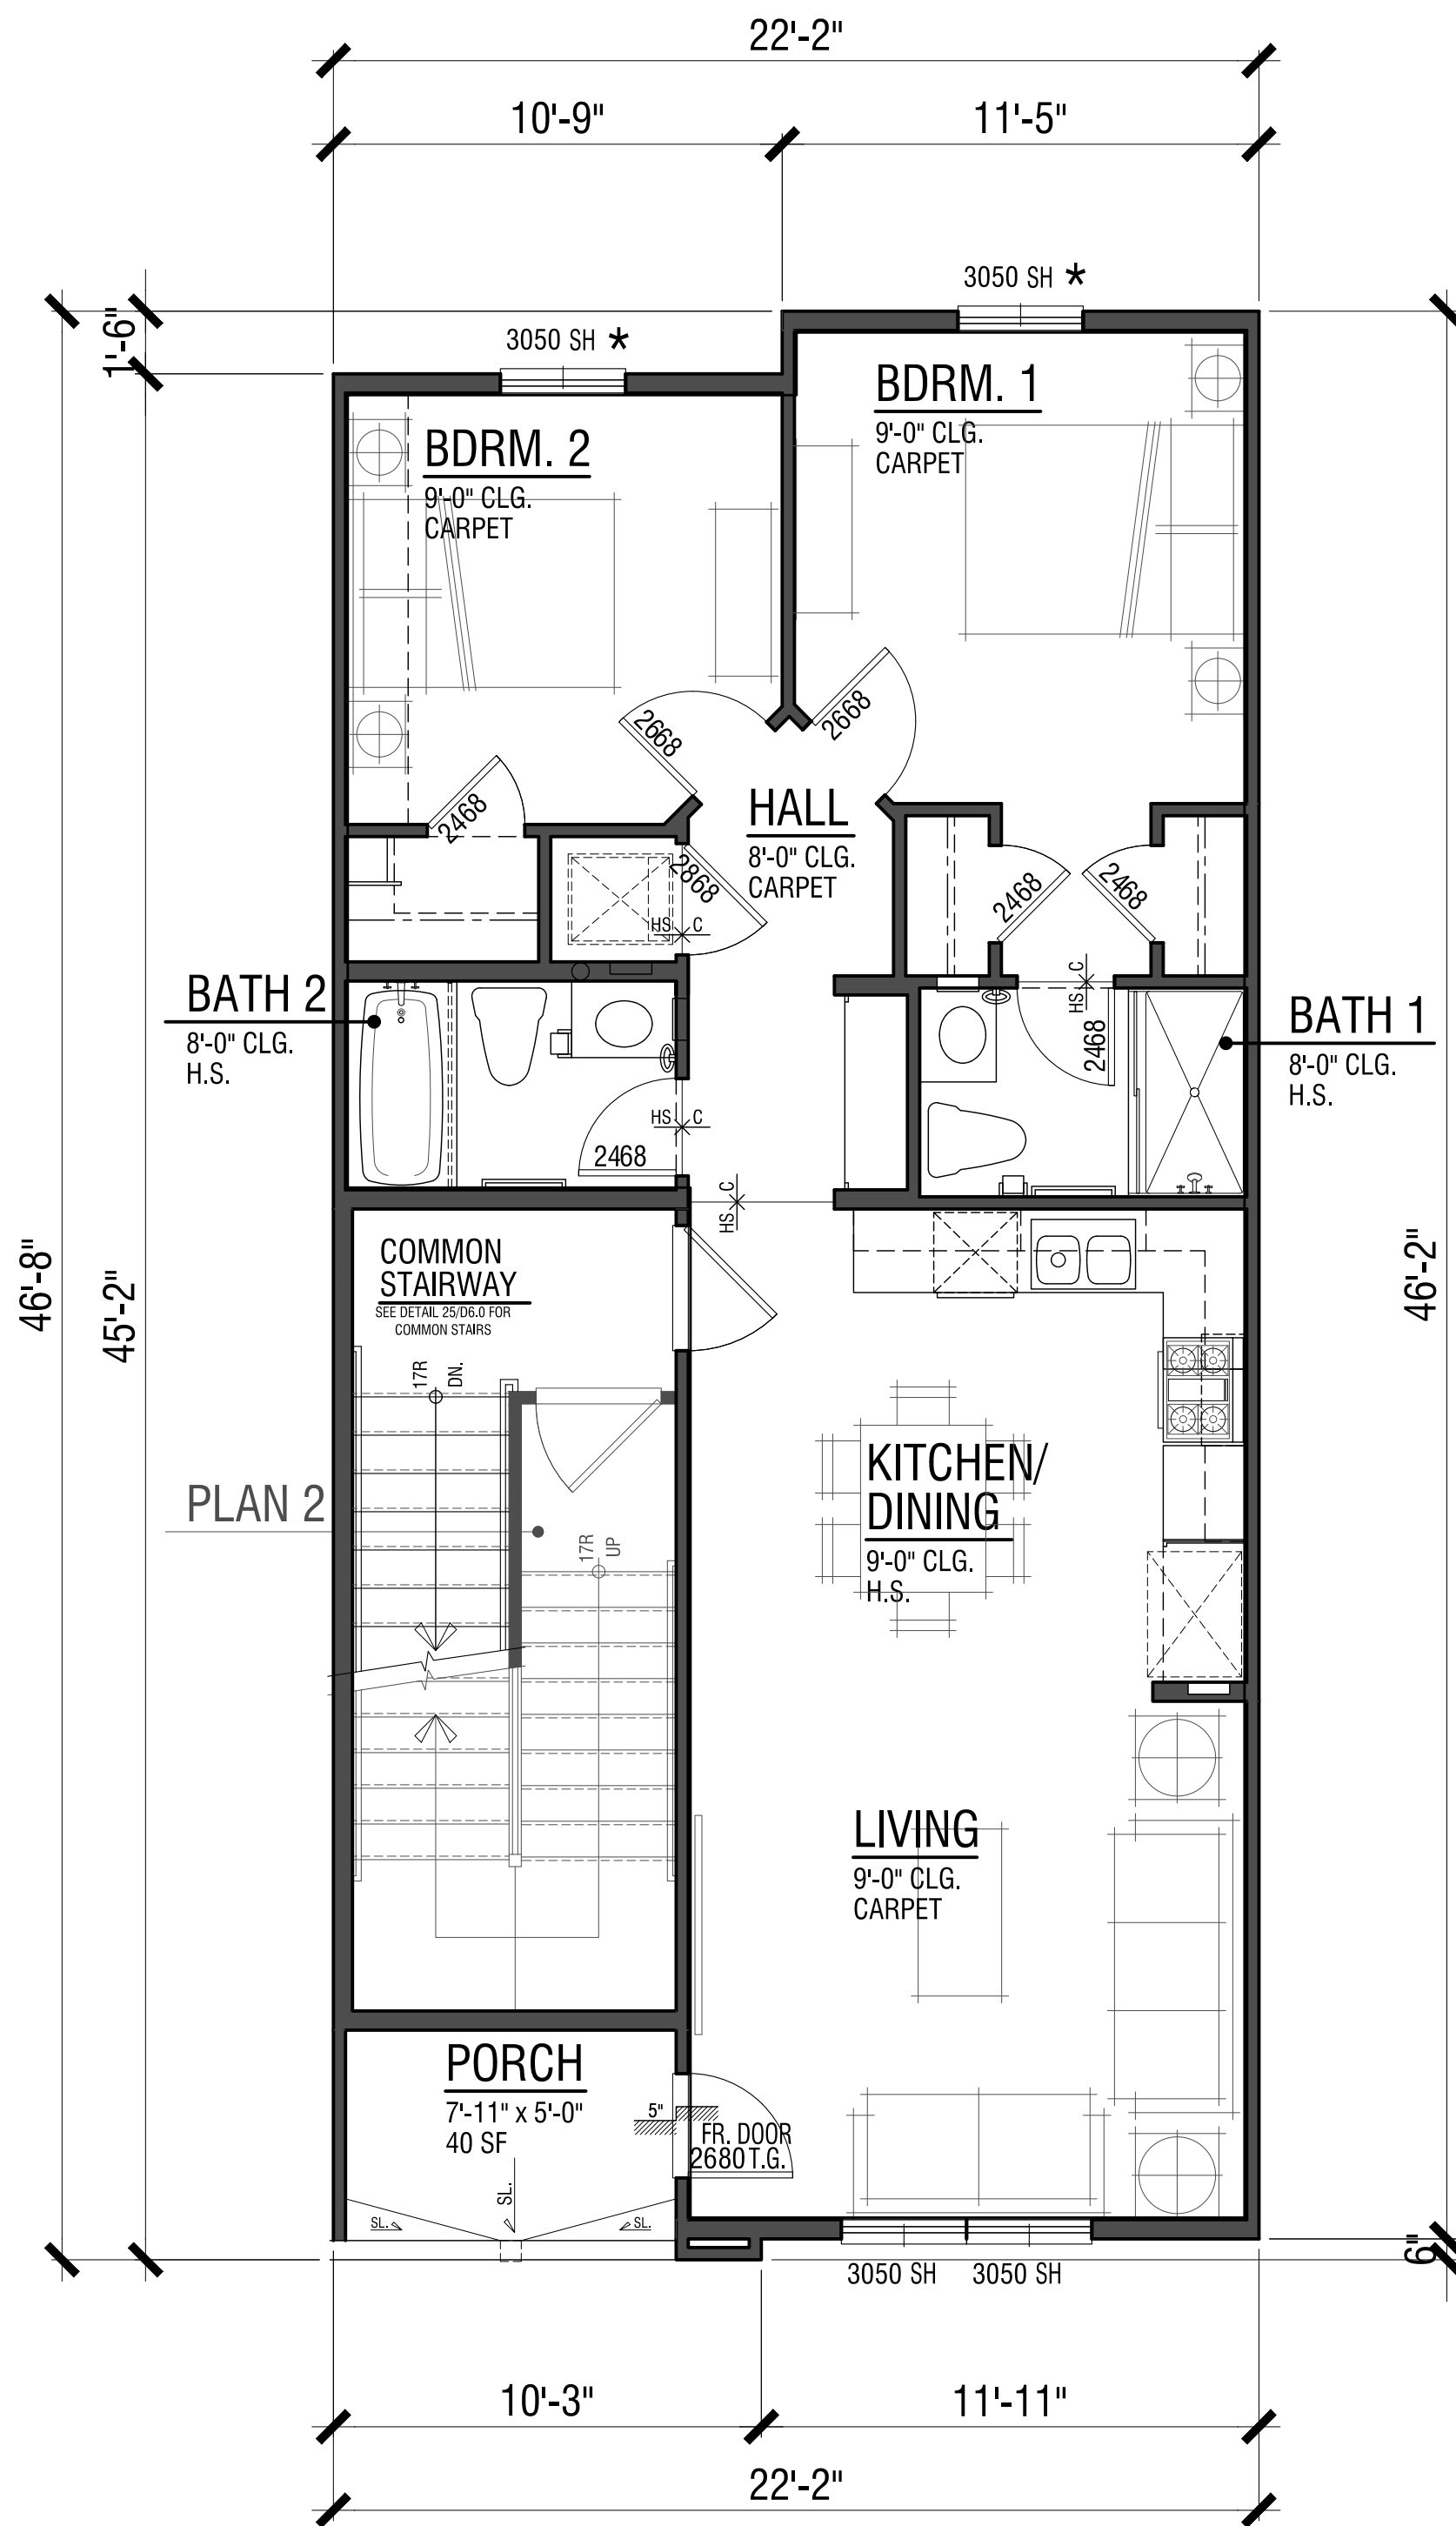 22'-2"
10'-9"
11'-5"
3050 SH *
3050 SH *
1'-6"
BDRM. 1
9'-0" CLG.
CARPET
BDRM. 2
9'-0" CLG.
CARPET
2668
2668
2468
HALL
8'-0" CLG.
CARPET
2868
2468
2468
HS C
HS C
BATH 2
8'-0" CLG.
H.S.
BATH 1
8'-0" CLG.
H.S.
2468
HS C
2468
HS C
46'-8"
45'-2"
46'-2"
COMMON
STAIRWAY
SEE DETAIL 25/D6.0 FOR
COMMON STAIRS
17R
DN.
PLAN 2
17R
UP
KITCHEN/
DINING
9'-0" CLG.
H.S.
LIVING
9'-0" CLG.
CARPET
PORCH
7'-11" x 5'-0"
40 SF
5"
FR. DOOR
2680 T.G.
SL.
SL.
SL.
6"
3050 SH
3050 SH
10'-3"
11'-11"
22'-2"